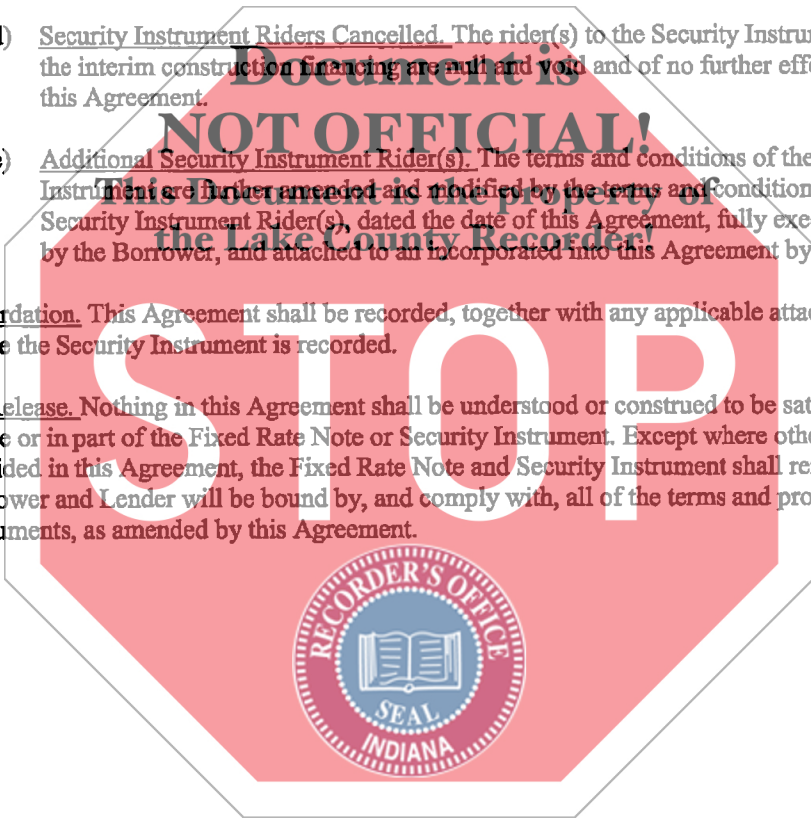 d) Security Instrument Riders Cancelled. The rider(s) to the Security Instru
the interim construction financing are null and void and of no further effe
this Agreement.
e) Additional Security Instrument Rider(s). The terms and conditions of the
Instrument are further amended and modified by the terms and condition
Security Instrument Rider(s), dated the date of this Agreement, fully exe
by the Borrower, and attached to an incorporated into this Agreement by
rdation. This Agreement shall be recorded, together with any applicable attac
e the Security Instrument is recorded.
elease. Nothing in this Agreement shall be understood or construed to be sat
e or in part of the Fixed Rate Note or Security Instrument. Except where othe
ided in this Agreement, the Fixed Rate Note and Security Instrument shall re
ower and Lender will be bound by, and comply with, all of the terms and pro
uments, as amended by this Agreement.
Document is
NOT OFFICIAL!
This Document is the property of
the Lake County Recorder!
STOP
RECORDER'S OFFICE
SEAL
INDIANA